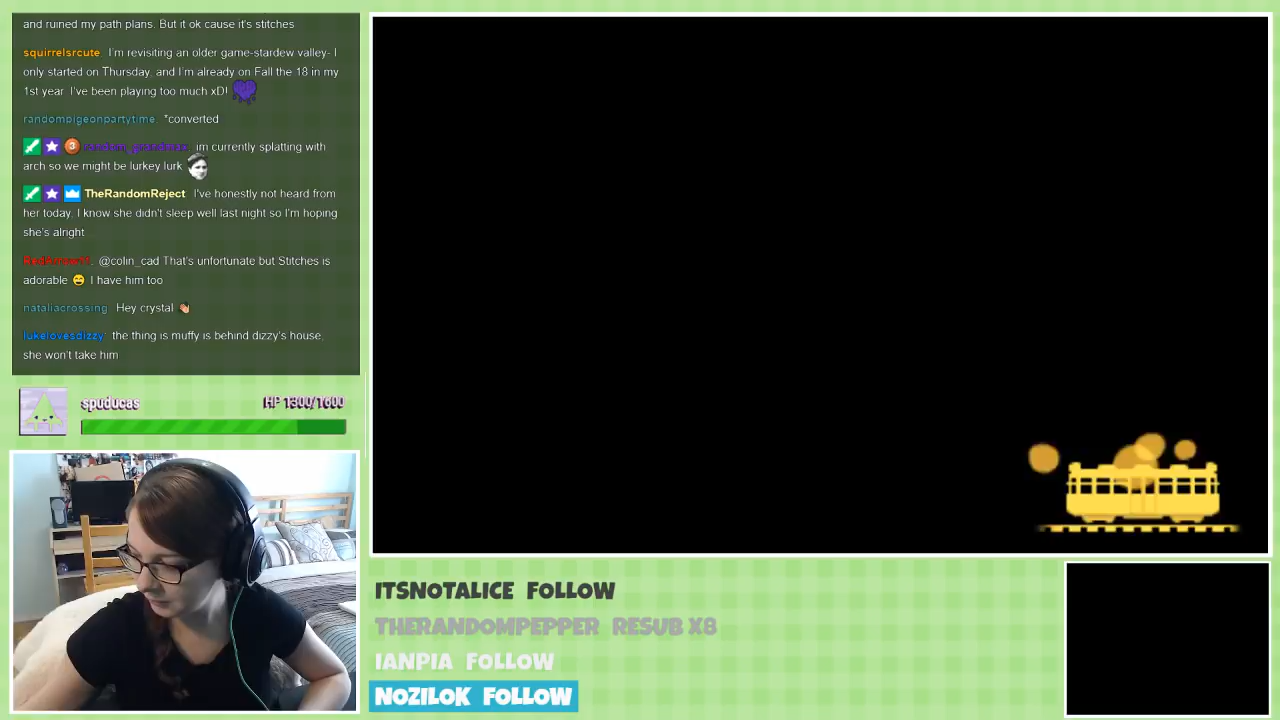 and ruined my path plans. But it ok cause it's stitches
squirrelsrcute: I'm revisiting an older game-stardew valley- I
only started on Thursday, and I'm already on Fall the 18 in my
1st year. I've been playing too much xD!
randompigeonpartytime: *converted
3 random_grandmax: im currently splatting with
arch so we might be lurkey lurk
TheRandomReject: I've honestly not heard from
her today, I know she didn't sleep well last night so I'm hoping
she's alright
RedArrow11: @colin_cad That's unfortunate but Stitches is
adorable 😄 I have him too
nataliacrossing: Hey crystal 👋🏽
lukelovesdizzy: the thing is muffy is behind dizzy's house,
she won't take him
spuducas HP 1300/1600
ITSNOTALICE FOLLOW
THERANDOMPEPPER RESUB X8
IANPIA FOLLOW
NOZILOK FOLLOW